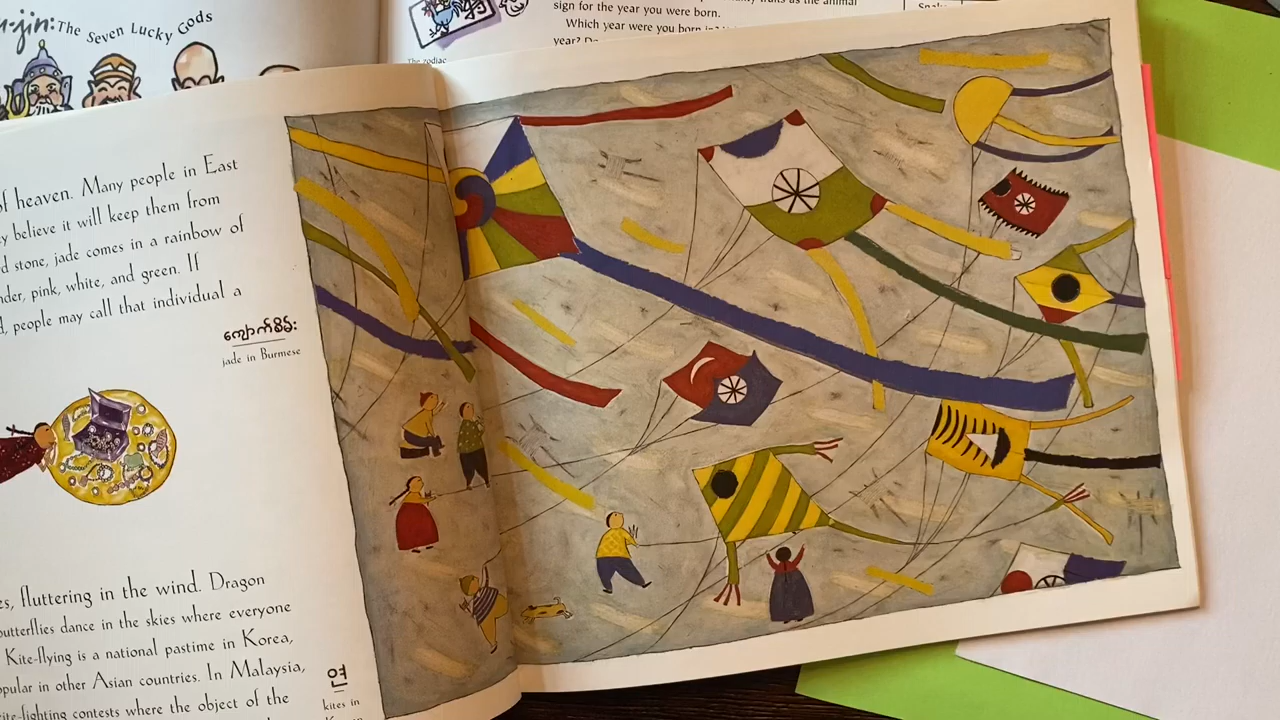 u-jin: The Seven Lucky Gods
The zodiac
sign for the year you were born.
Which year were you born in?
year?
of heaven. Many people in East
believe it will keep them from
stone, jade comes in a rainbow of
pink, white, and green. If
people may call that individual a
ကျောက်စိမ်း
jade in Burmese
fluttering in the wind. Dragon
butterflies dance in the skies where everyone
Kite-flying is a national pastime in Korea,
in other Asian countries. In Malaysia,
contests where the object of the
연
kites in